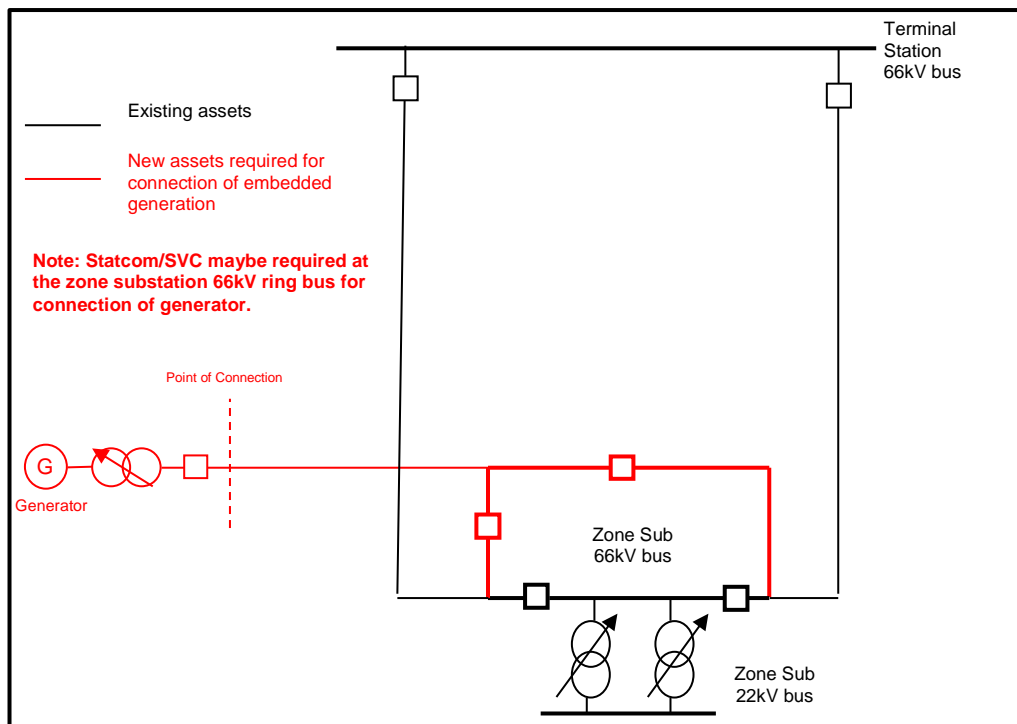 Terminal
Station
66kV bus
Existing assets
New assets required for
connection of embedded
generation
Note: Statcom/SVC maybe required at
the zone substation 66kV ring bus for
connection of generator.
Point of Connection
G
Generator
Zone Sub
66kV bus
Zone Sub
22kV bus